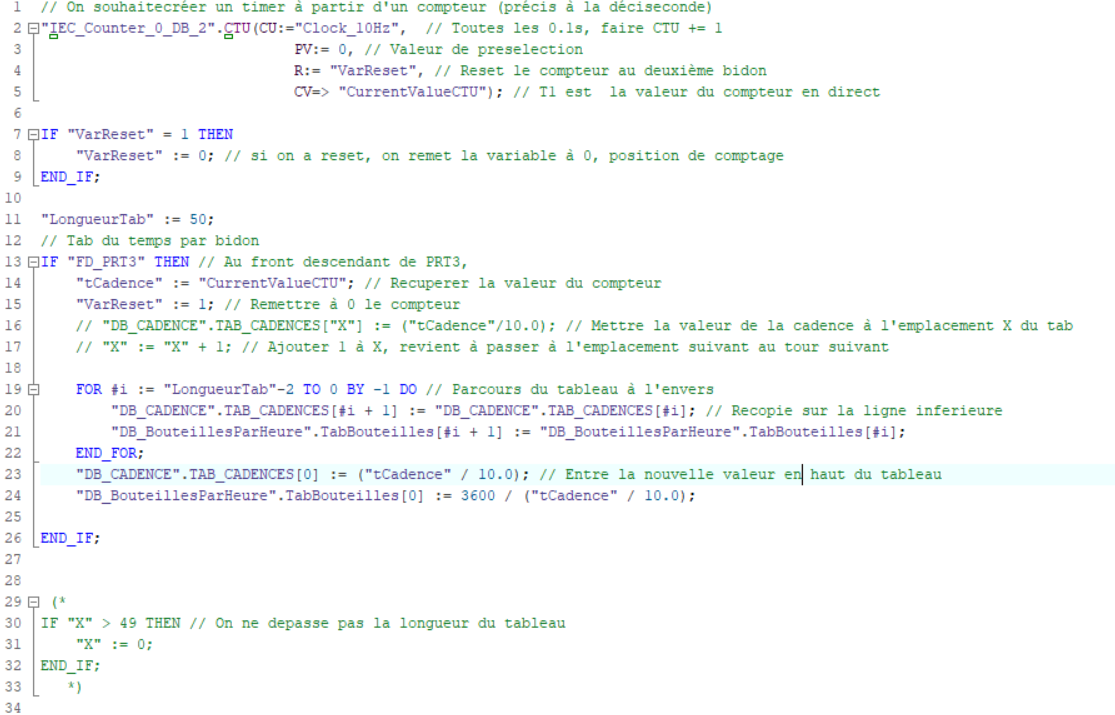 1 // On souhaitecréer un timer à partir d'un compteur (précis à la déciseconde)
2 "IEC_Counter_0_DB_2".CTU(CU:="Clock_10Hz", // Toutes les 0.1s, faire CTU += 1
3 PV:= 0, // Valeur de preselection
4 R:= "VarReset", // Reset le compteur au deuxième bidon
5 CV=> "CurrentValueCTU"); // T1 est la valeur du compteur en direct
6
7 IF "VarReset" = 1 THEN
8 "VarReset" := 0; // si on a reset, on remet la variable à 0, position de comptage
9 END_IF;
10
11 "LongueurTab" := 50;
12 // Tab du temps par bidon
13 IF "FD_PRT3" THEN // Au front descendant de PRT3,
14 "tCadence" := "CurrentValueCTU"; // Recuperer la valeur du compteur
15 "VarReset" := 1; // Remettre à 0 le compteur
16 // "DB_CADENCE".TAB_CADENCES["X"] := ("tCadence"/10.0); // Mettre la valeur de la cadence à l'emplacement X du tab
17 // "X" := "X" + 1; // Ajouter 1 à X, revient à passer à l'emplacement suivant au tour suivant
18
19 FOR #i := "LongueurTab"-2 TO 0 BY -1 DO // Parcours du tableau à l'envers
20 "DB_CADENCE".TAB_CADENCES[#i + 1] := "DB_CADENCE".TAB_CADENCES[#i]; // Recopie sur la ligne inferieure
21 "DB_BouteillesParHeure".TabBouteilles[#i + 1] := "DB_BouteillesParHeure".TabBouteilles[#i];
22 END_FOR;
23 "DB_CADENCE".TAB_CADENCES[0] := ("tCadence" / 10.0); // Entre la nouvelle valeur en haut du tableau
24 "DB_BouteillesParHeure".TabBouteilles[0] := 3600 / ("tCadence" / 10.0);
25
26 END_IF;
27
28
29 (*
30 IF "X" > 49 THEN // On ne depasse pas la longueur du tableau
31 "X" := 0;
32 END_IF;
33 *)
34